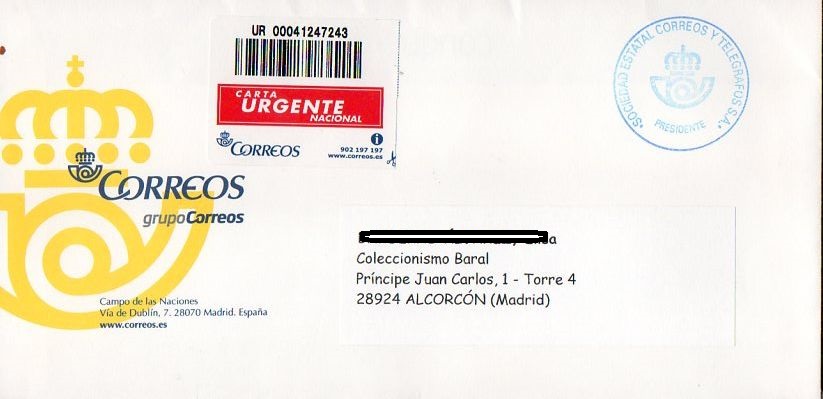 UR 00041247243
CARTA
URGENTE
NACIONAL
CORREOS
902 197 197
www.correos.es
SOCIEDAD ESTATAL CORREOS Y TELEGRAFOS S.A.
PRESIDENTE
CORREOS
grupoCorreos
Coleccionismo Baral
Príncipe Juan Carlos, 1 - Torre 4
28924 ALCORCÓN (Madrid)
Campo de las Naciones
Vía de Dublín, 7. 28070 Madrid. España
www.correos.es